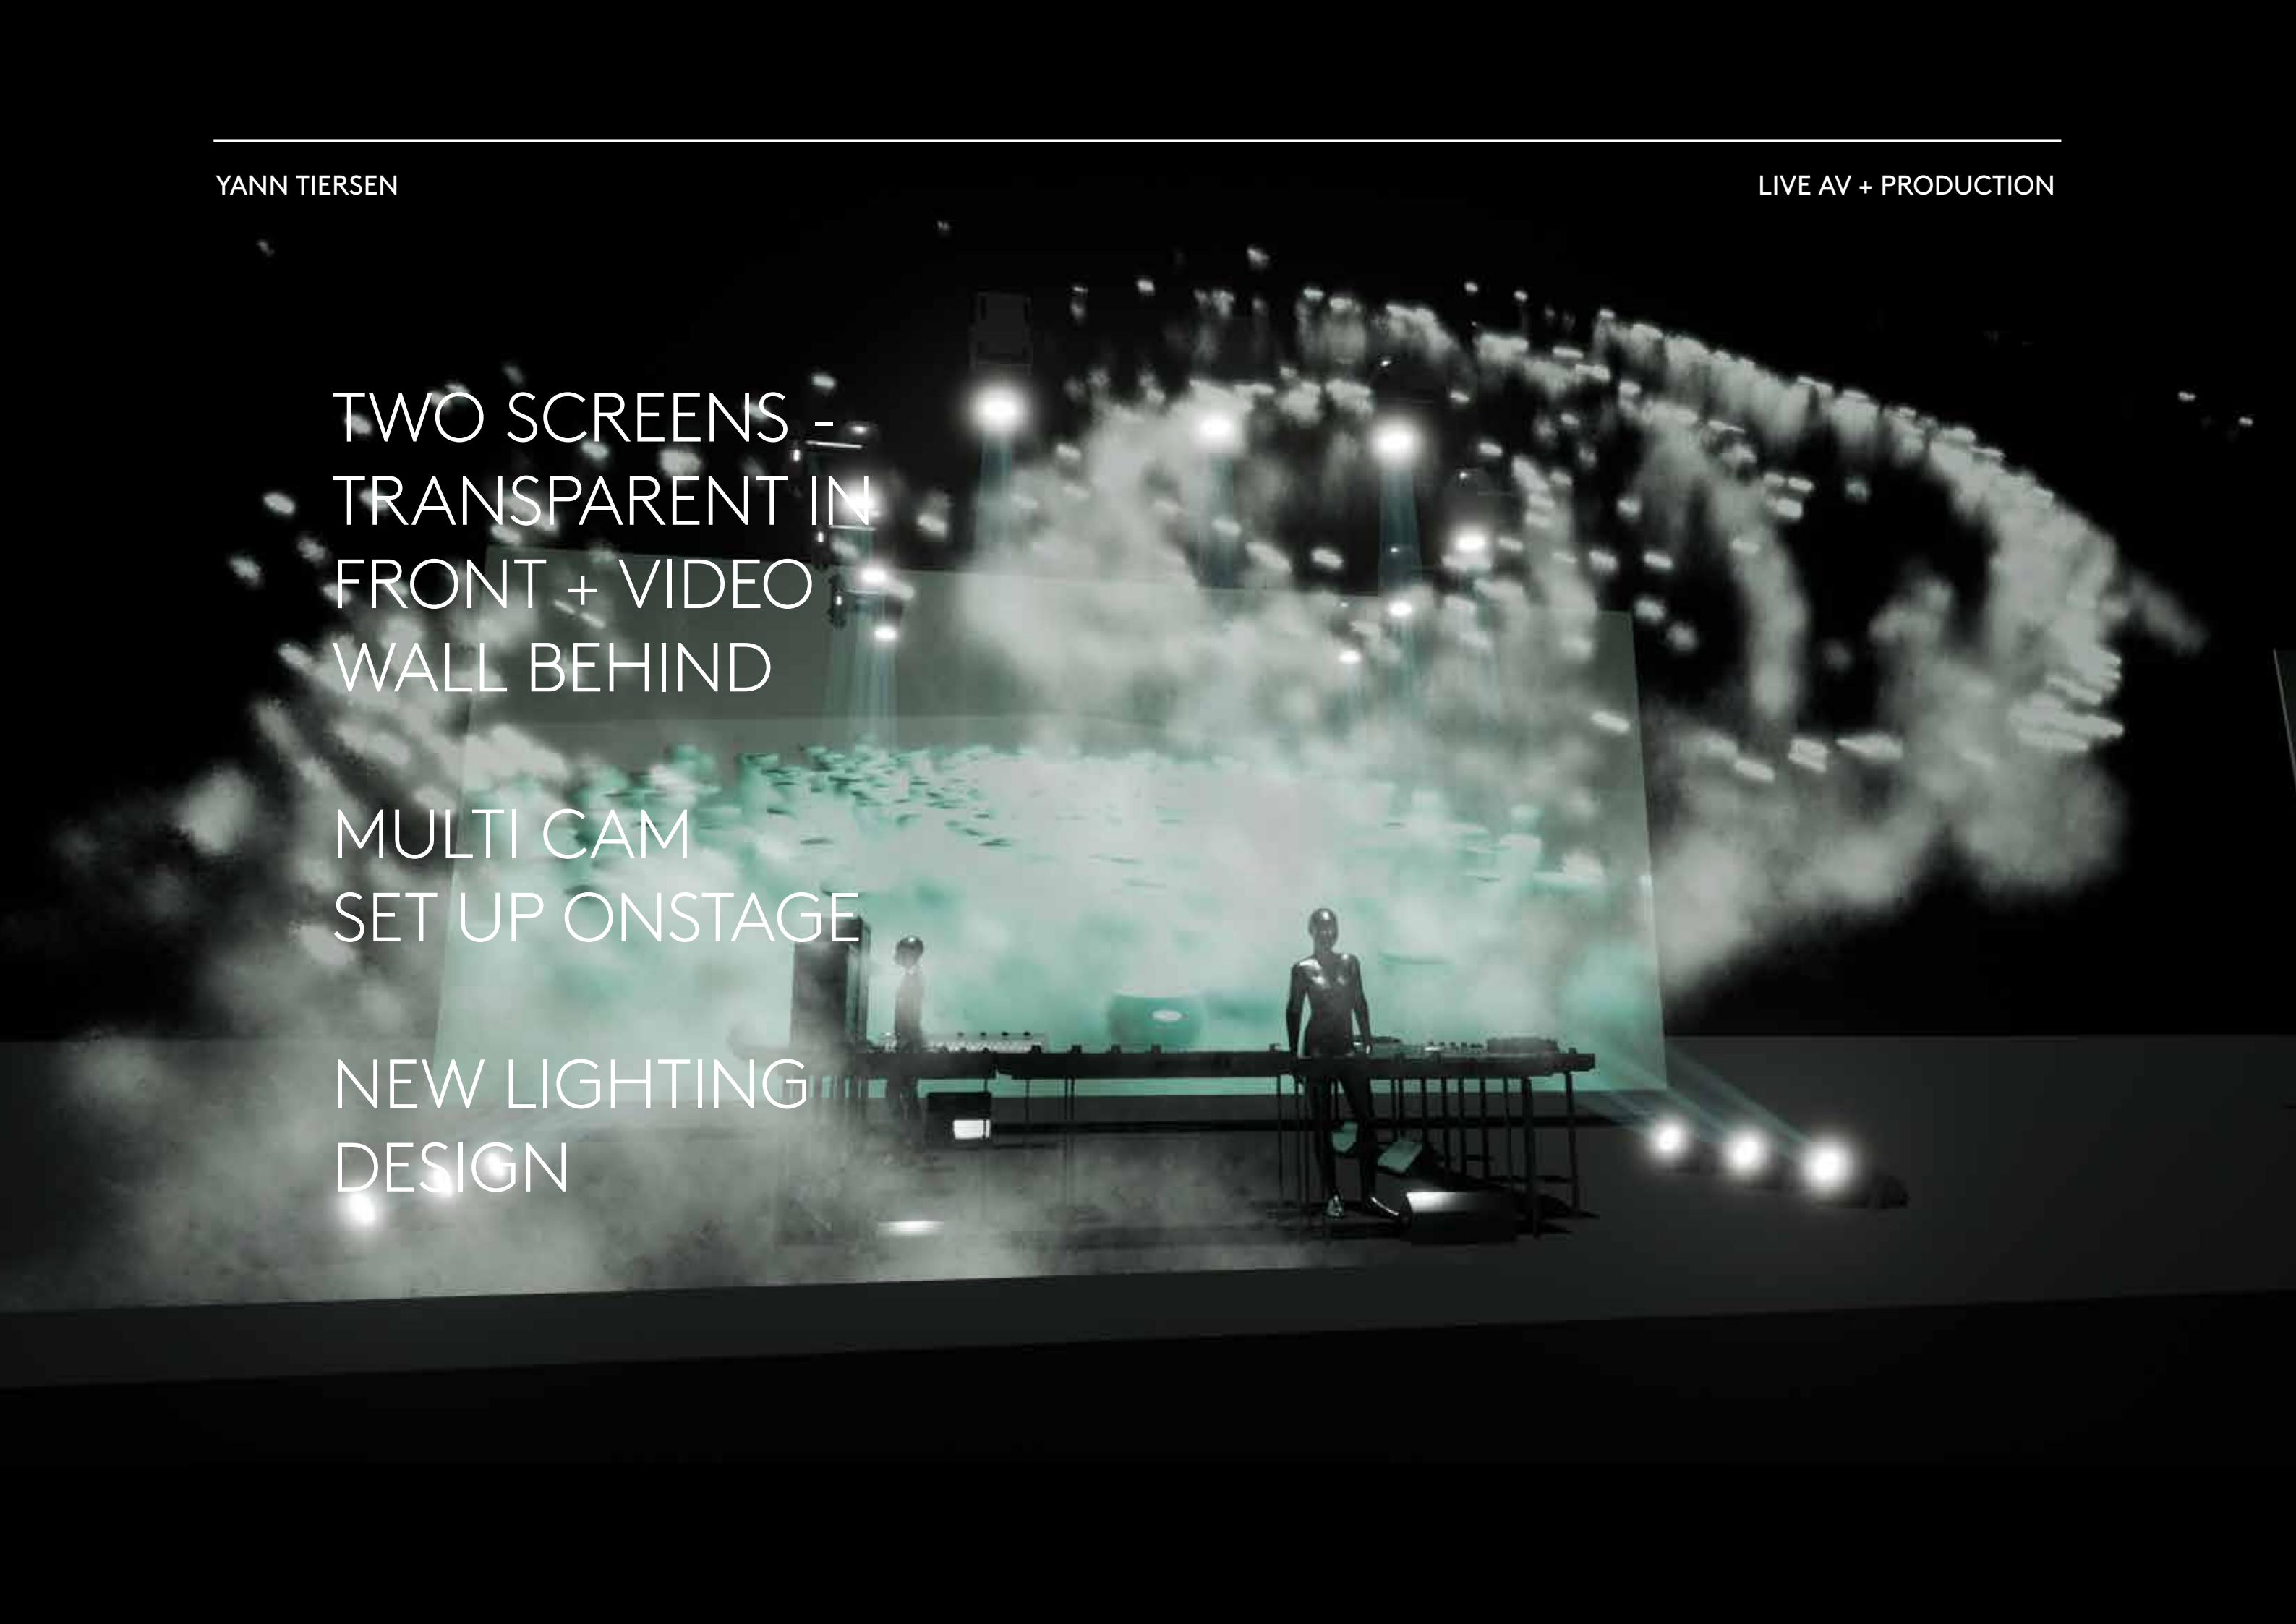 YANN TIERSEN
LIVE AV + PRODUCTION
TWO SCREENS -
TRANSPARENT IN
FRONT + VIDEO
WALL BEHIND
MULTI CAM
SET UP ONSTAGE
NEW LIGHTING
DESIGN